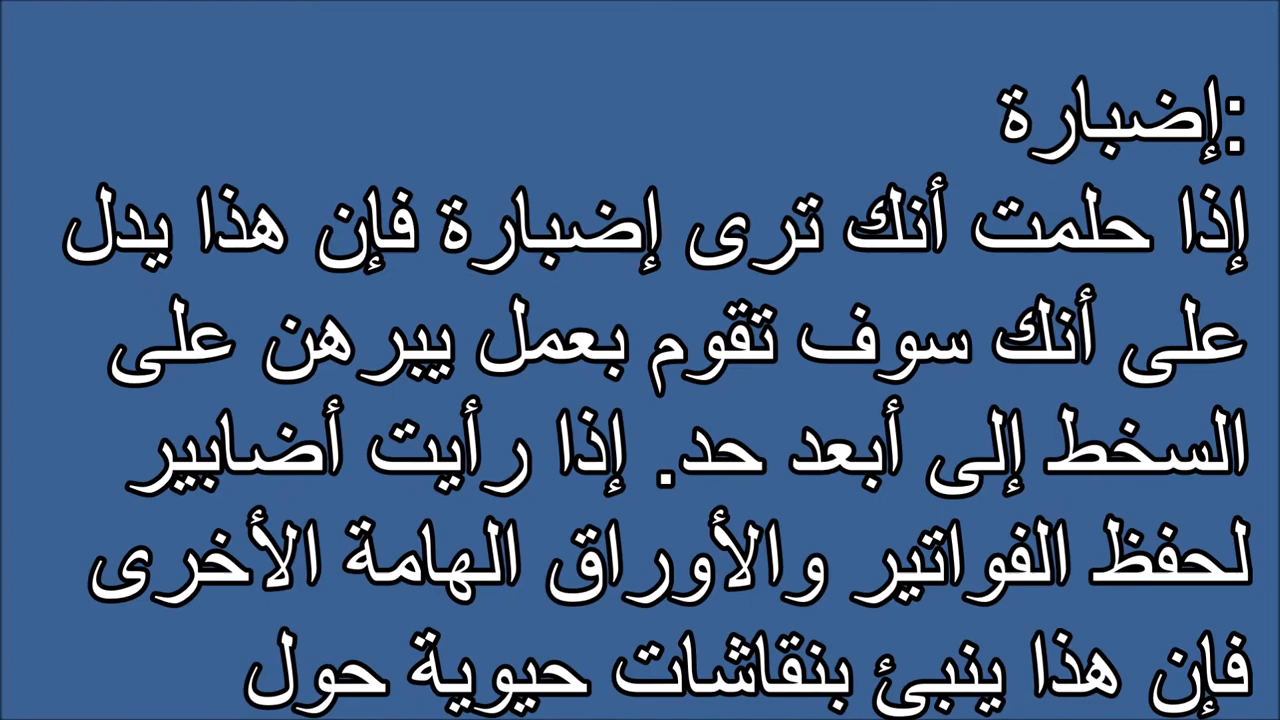 إضبارة:
إذا حلمت أنك ترى إضبارة فإن هذا يدل
على أنك سوف تقوم بعمل يبرهن على
السخط إلى أبعد حد. إذا رأيت أضابير
لحفظ الفواتير والأوراق الهامة الأخرى
فإن هذا ينبئ بنقاشات حيوية حول